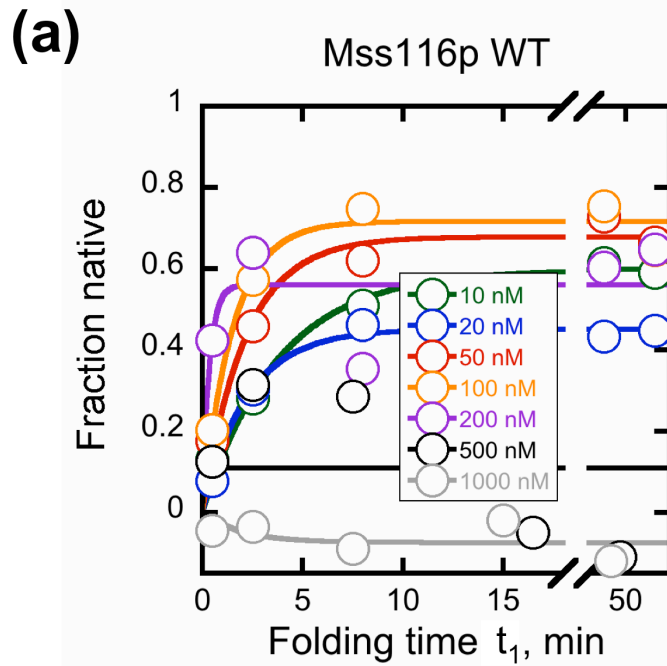 (a)
Mss116p WT
Fraction native
1
0.8
0.6
0.4
0.2
0
10 nM
20 nM
50 nM
100 nM
200 nM
500 nM
1000 nM
0 5 10 15 50
Folding time t₁, min